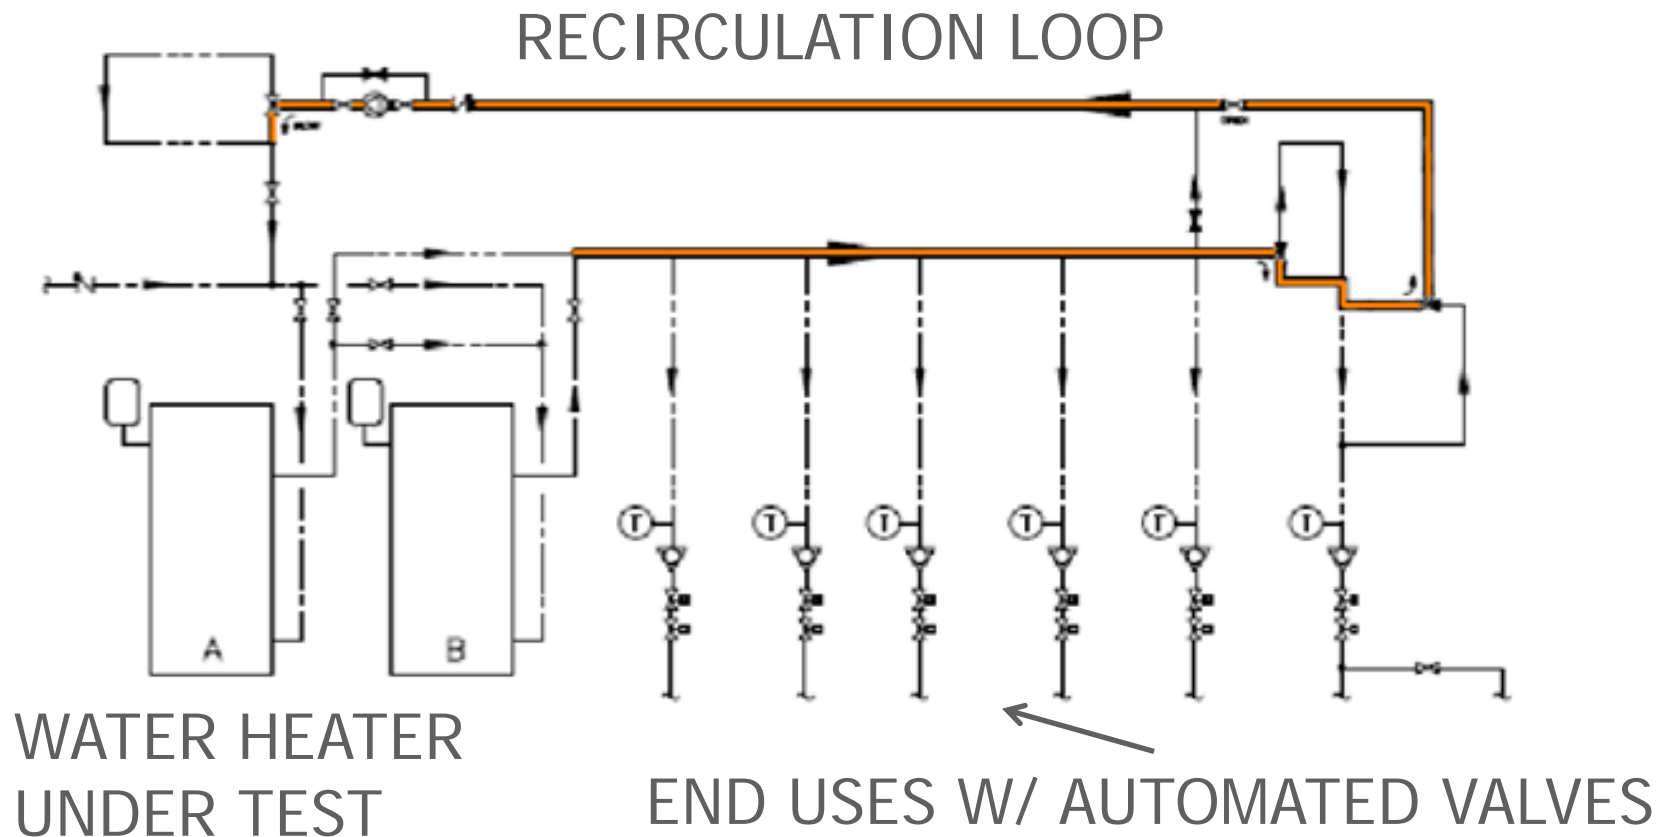 RECIRCULATION LOOP
T T T T T T
A B
WATER HEATER
UNDER TEST
END USES W/ AUTOMATED VALVES